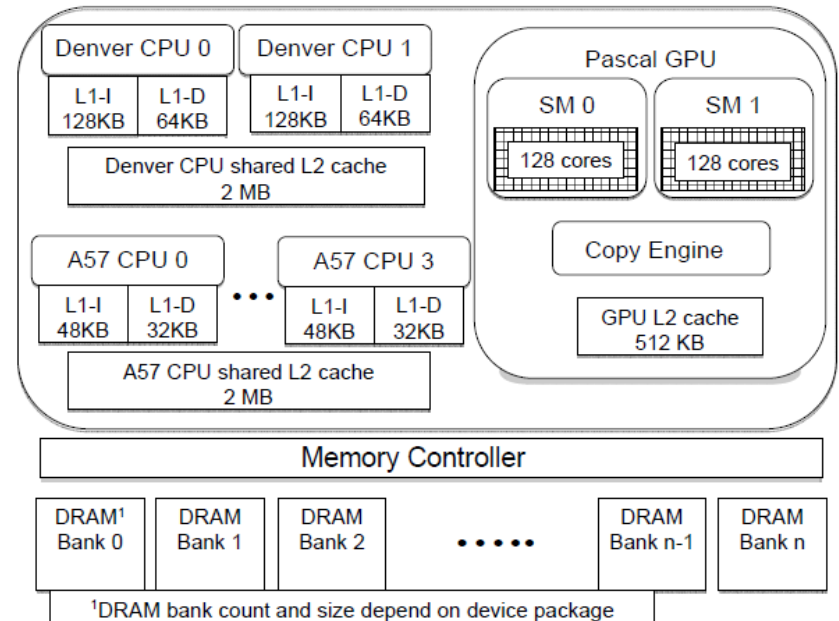 Denver CPU 0
L1-I
128KB
L1-D
64KB
Denver CPU 1
L1-I
128KB
L1-D
64KB
Denver CPU shared L2 cache
2 MB
A57 CPU 0
L1-I
48KB
L1-D
32KB
•••
A57 CPU 3
L1-I
48KB
L1-D
32KB
A57 CPU shared L2 cache
2 MB
Pascal GPU
SM 0
128 cores
SM 1
128 cores
Copy Engine
GPU L2 cache
512 KB
Memory Controller
DRAM¹
Bank 0
DRAM
Bank 1
DRAM
Bank 2
•••••
DRAM
Bank n-1
DRAM
Bank n
¹DRAM bank count and size depend on device package